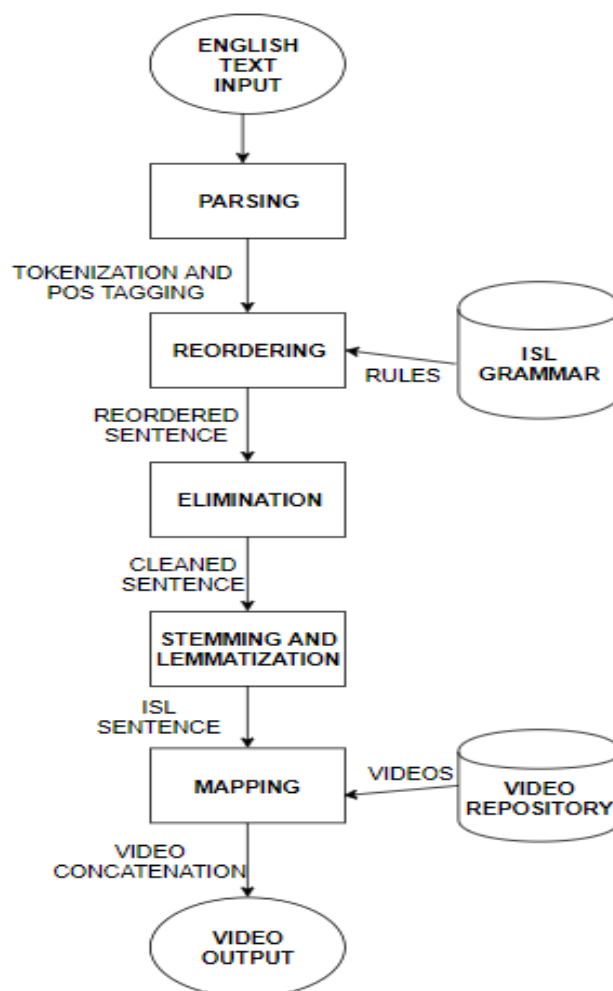 ENGLISH
TEXT
INPUT
PARSING
TOKENIZATION AND
POS TAGGING
REORDERING
RULES
ISL
GRAMMAR
REORDERED
SENTENCE
ELIMINATION
CLEANED
SENTENCE
STEMMING AND
LEMMATIZATION
ISL
SENTENCE
MAPPING
VIDEOS
VIDEO
REPOSITORY
VIDEO
CONCATENATION
VIDEO
OUTPUT